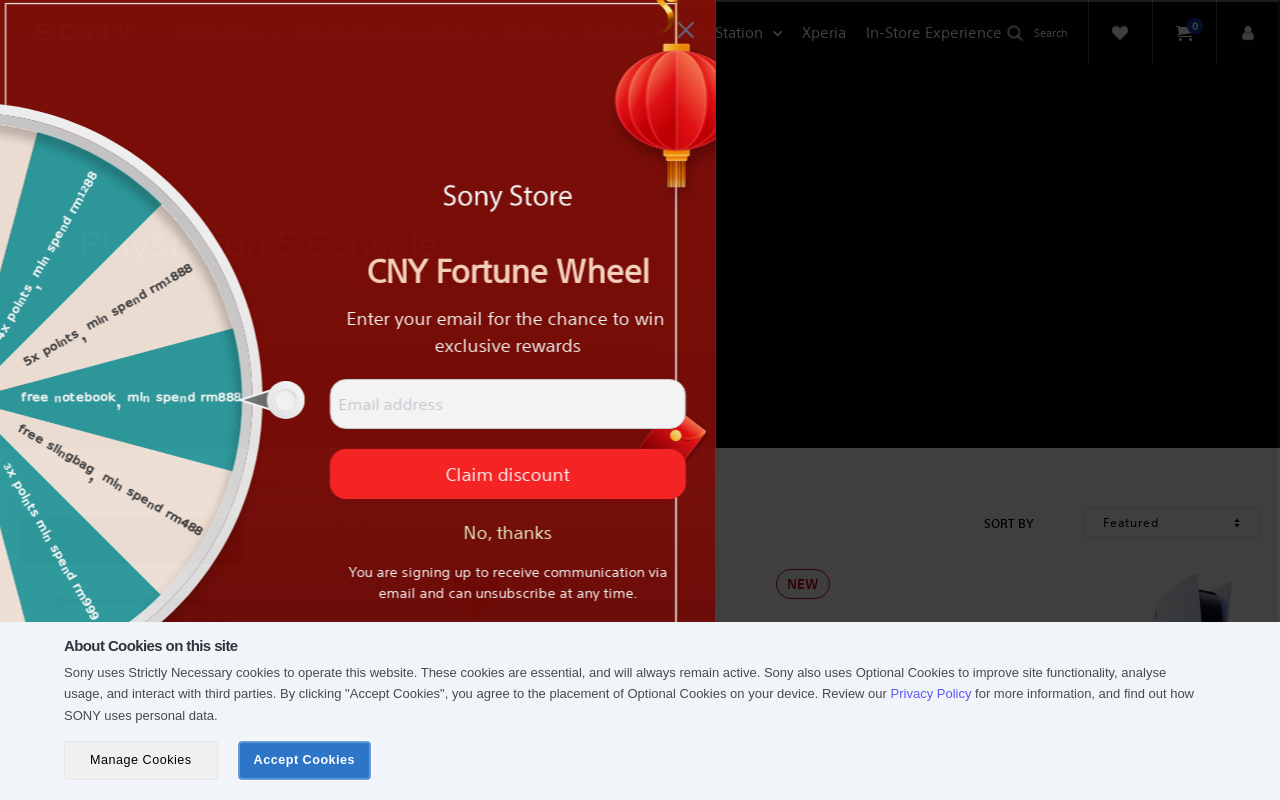 SONY
Station
Xperia
In-Store Experience
Search
0
PlayStation 5 Console
4x points, min spend rm1288
5x points, min spend rm1888
free notebook, min spend rm888
free slingbag, min spend rm488
3x points min spend rm999
Sony Store
CNY Fortune Wheel
Enter your email for the chance to win
exclusive rewards
Email address
Claim discount
No, thanks
You are signing up to receive communication via
email and can unsubscribe at any time.
SORT BY
Featured
NEW
About Cookies on this site
Sony uses Strictly Necessary cookies to operate this website. These cookies are essential, and will always remain active. Sony also uses Optional Cookies to improve site functionality, analyse
usage, and interact with third parties. By clicking "Accept Cookies", you agree to the placement of Optional Cookies on your device. Review our Privacy Policy for more information, and find out how
SONY uses personal data.
Manage Cookies
Accept Cookies